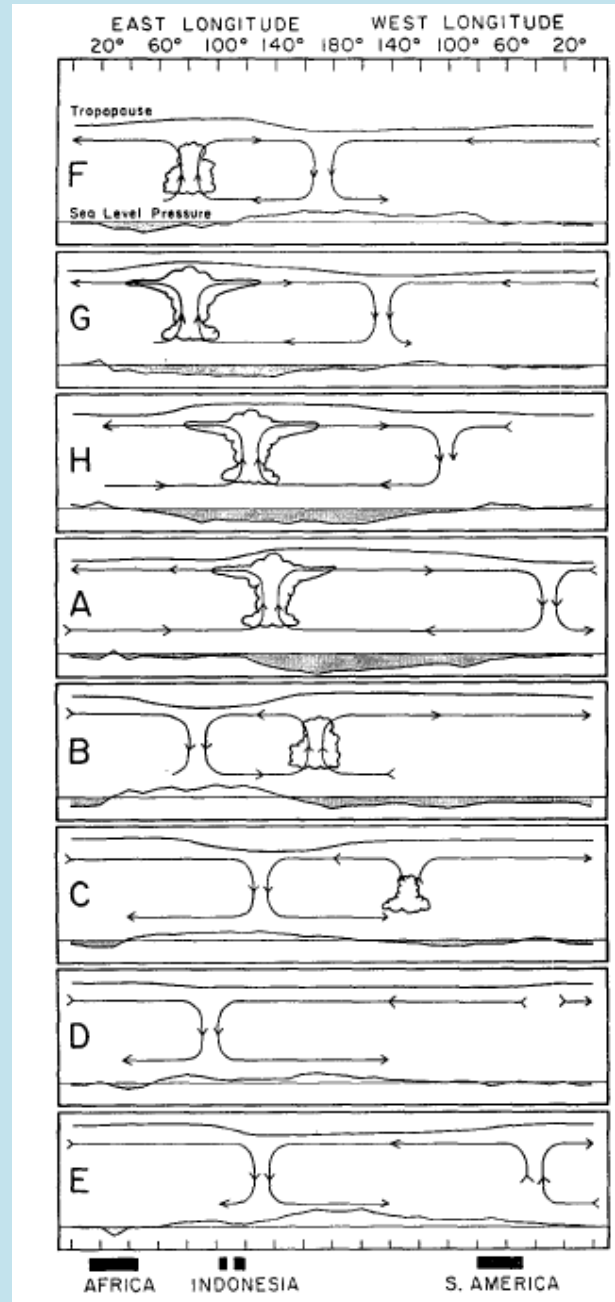 EAST LONGITUDE WEST LONGITUDE
20° 60° 100° 140° 180° 140° 100° 60° 20°
Tropopause
F
Sea Level Pressure
G
H
A
B
C
D
E
AFRICA INDONESIA S. AMERICA